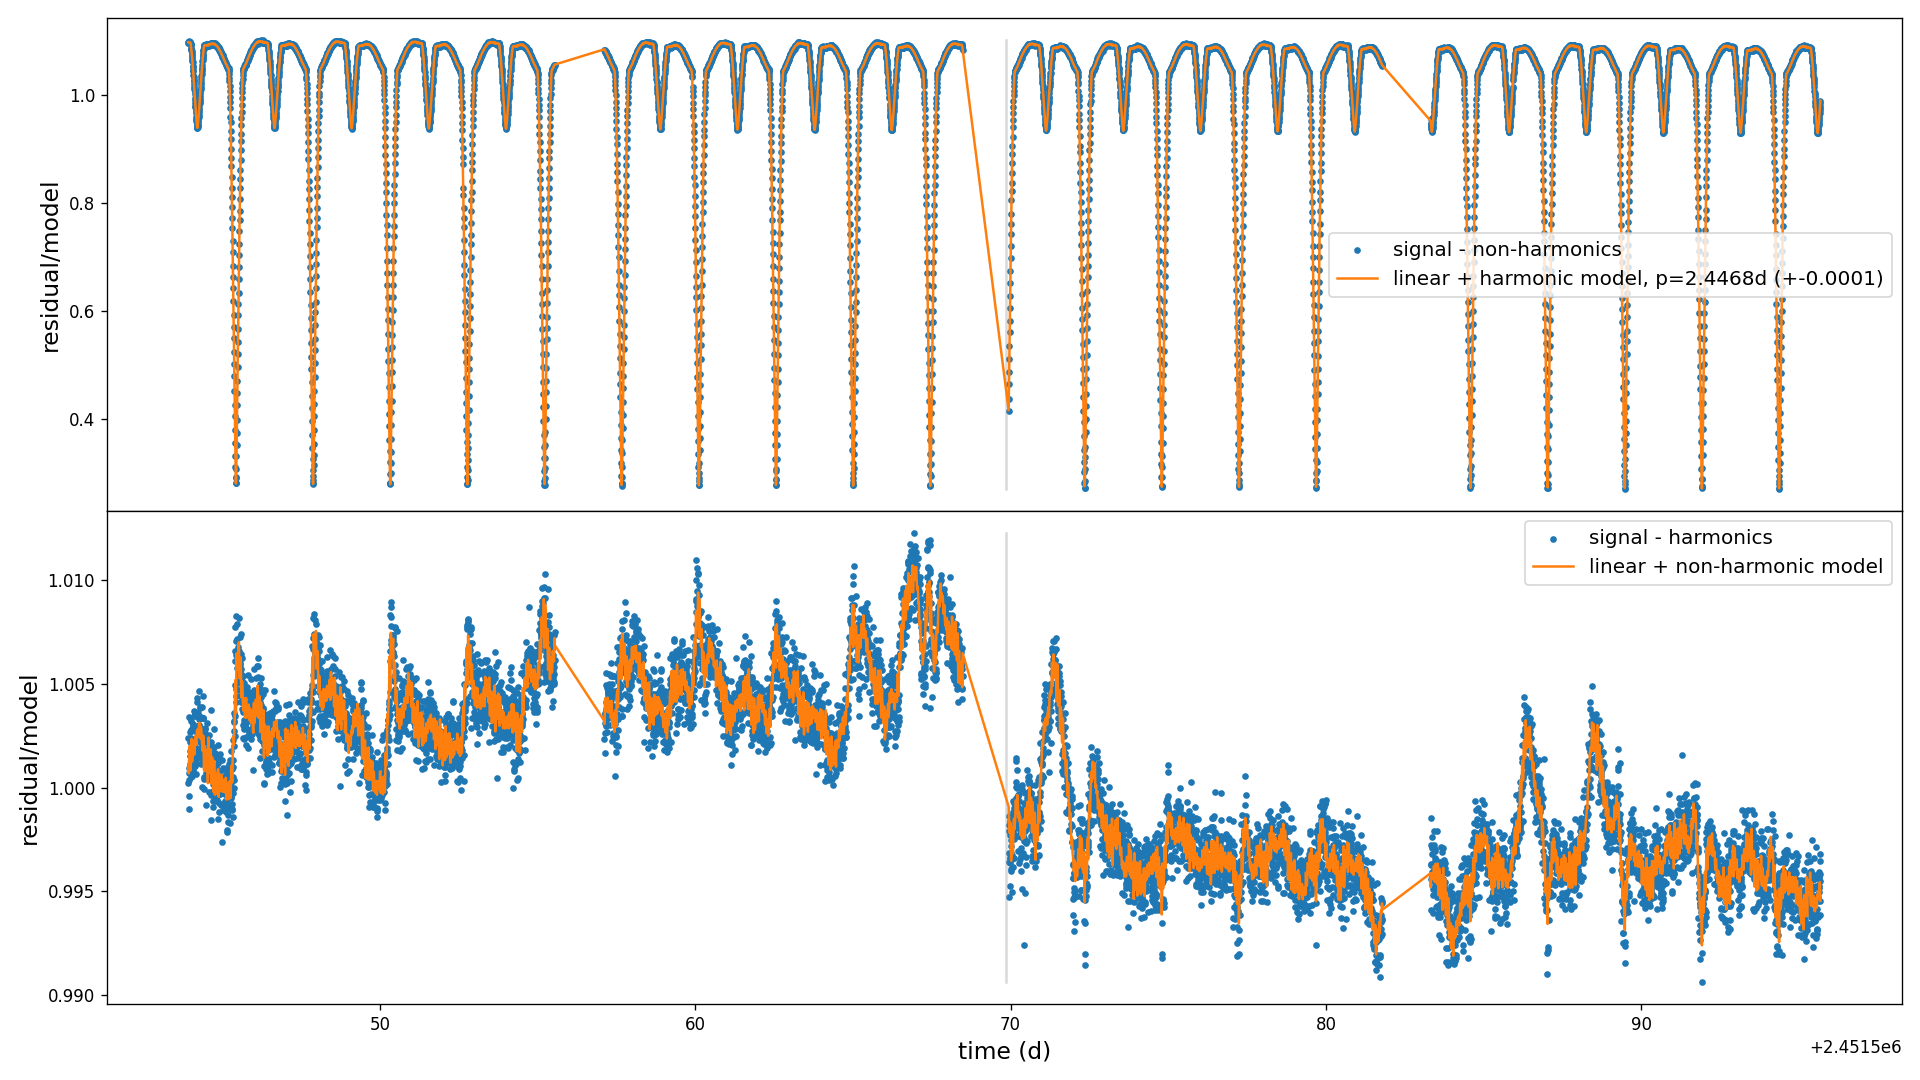 1.0
0.8
0.6
0.4
residual/model
signal - non-harmonics
linear + harmonic model, p=2.4468d (+-0.0001)
1.010
1.005
1.000
0.995
0.990
residual/model
signal - harmonics
linear + non-harmonic model
50
60
70
80
90
time (d)
+2.4515e6